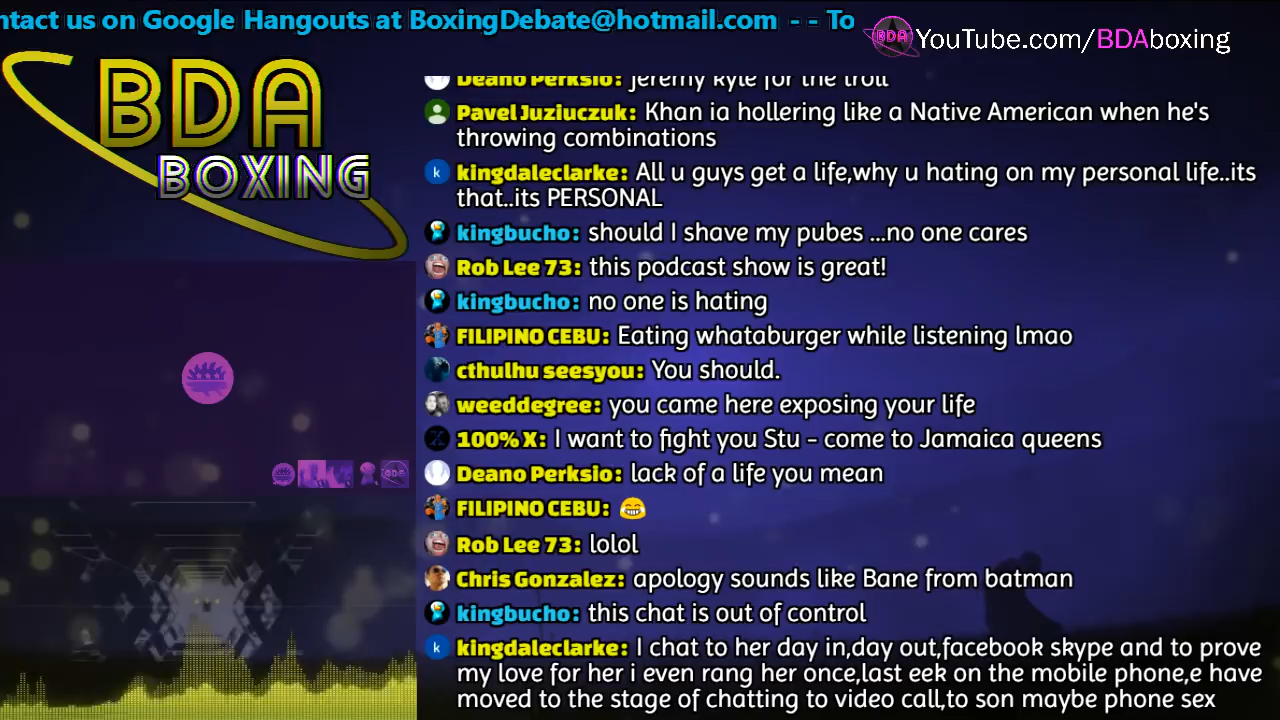 ntact us on Google Hangouts at BoxingDebate@hotmail.com - - To
BDA
YouTube.com/BDAboxing
BDA
BOXING
Deano Perksio: Jeremy kyle for the troll
Pavel Juziuczuk: Khan ia hollering like a Native American when he's
throwing combinations
kingdaleclarke: All u guys get a life,why u hating on my personal life..its
that..its PERSONAL
kingbucho: should I shave my pubes ...no one cares
Rob Lee 73: this podcast show is great!
kingbucho: no one is hating
FILIPINO CEBU: Eating whataburger while listening lmao
cthulhu seesyou: You should.
weeddegree: you came here exposing your life
100% X: I want to fight you Stu - come to Jamaica queens
Deano Perksio: lack of a life you mean
FILIPINO CEBU: 😂
Rob Lee 73: lolol
Chris Gonzalez: apology sounds like Bane from batman
kingbucho: this chat is out of control
kingdaleclarke: I chat to her day in,day out,facebook skype and to prove
my love for her i even rang her once,last eek on the mobile phone,e have
moved to the stage of chatting to video call,to son maybe phone sex